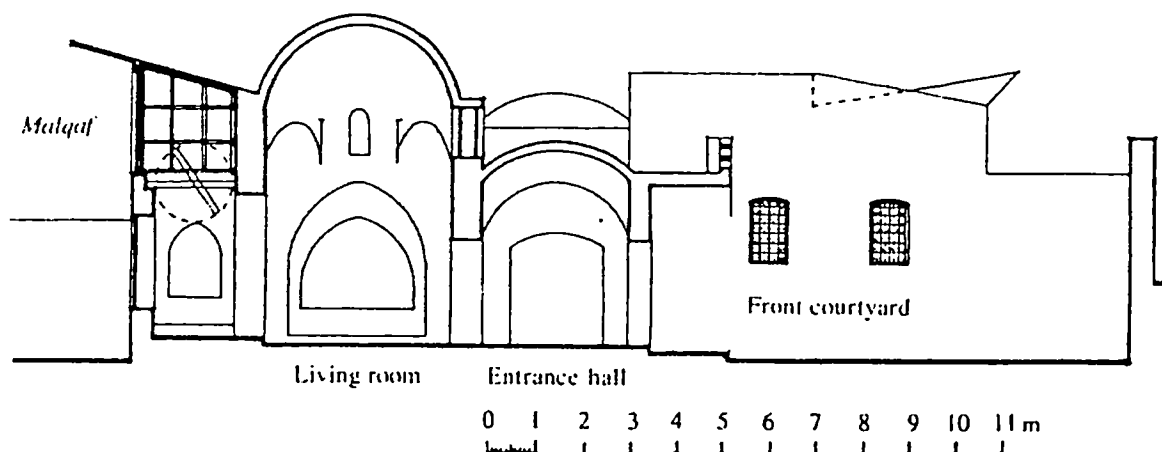 Malqaf
Front courtyard
Living room
Entrance hall
0 1 2 3 4 5 6 7 8 9 10 11 m